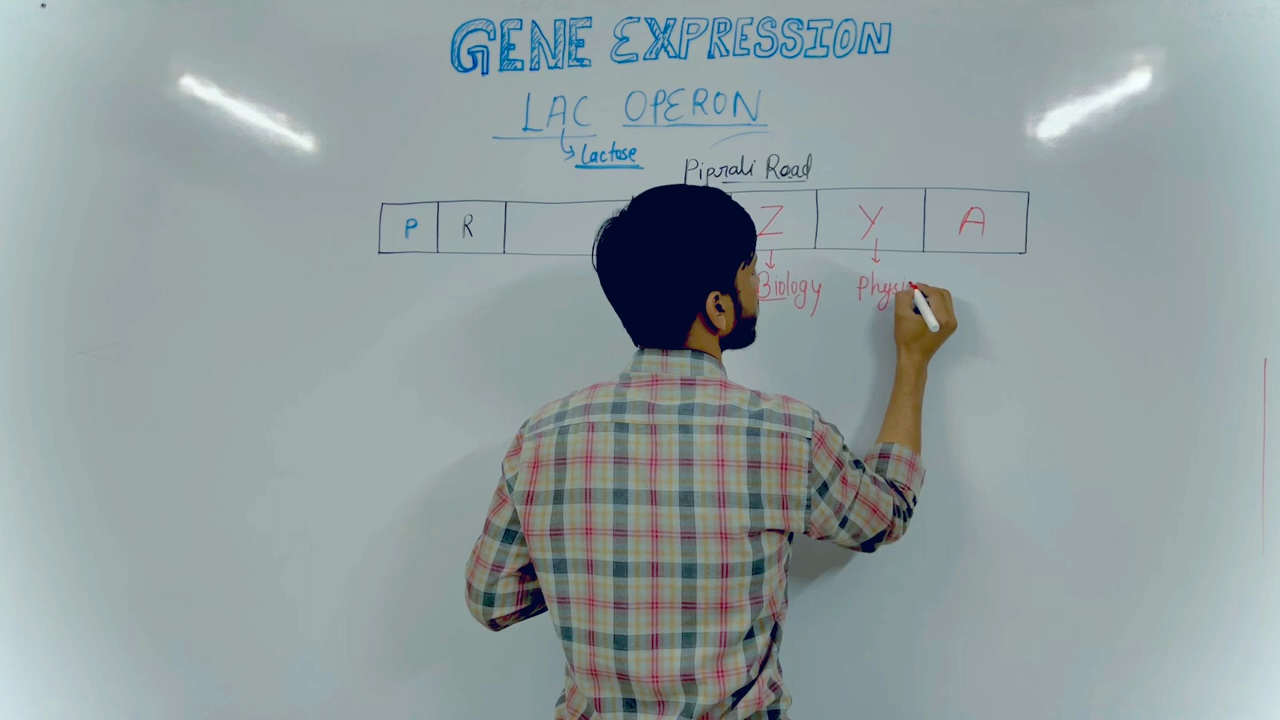 GENE EXPRESSION
LAC OPERON
Lactose
Piprali Road
P R Z Y A
Biology Physi